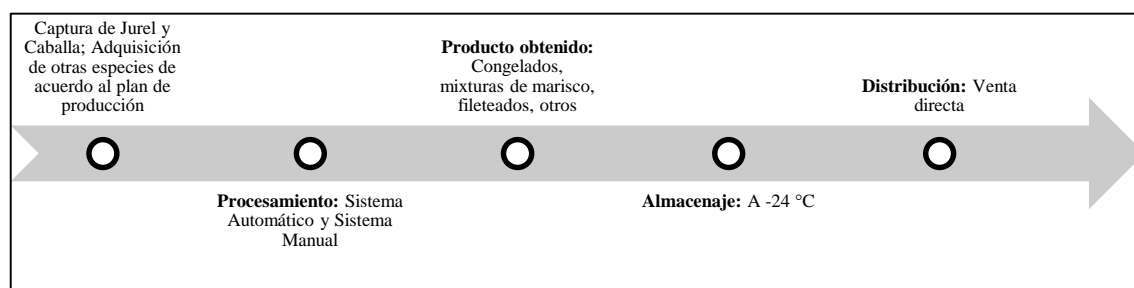 Captura de Jurel y
Caballa; Adquisición
de otras especies de
acuerdo al plan de
producción
Procesamiento: Sistema
Automático y Sistema
Manual
Producto obtenido:
Congelados,
mixturas de marisco,
fileteados, otros
Almacenaje: A -24 °C
Distribución: Venta
directa